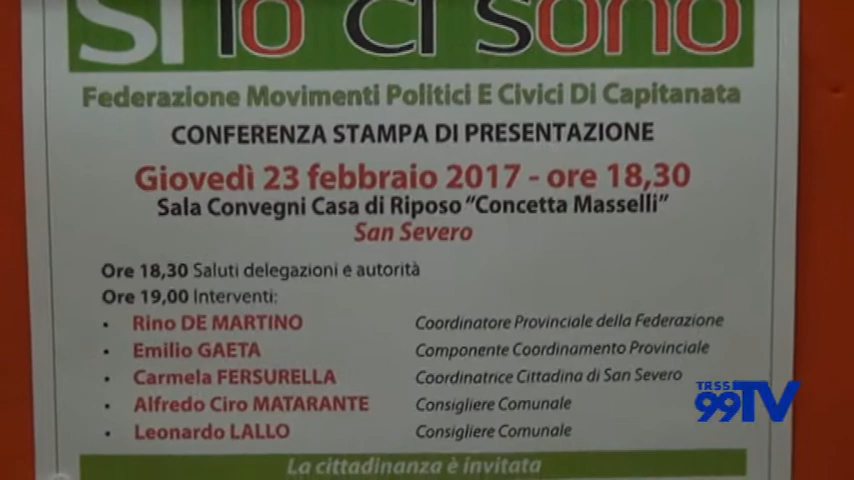 SI IO CI SONO
Federazione Movimenti Politici E Civici Di Capitanata
CONFERENZA STAMPA DI PRESENTAZIONE
Giovedì 23 febbraio 2017 - ore 18,30
Sala Convegni Casa di Riposo "Concetta Masselli"
San Severo
Ore 18,30 Saluti delegazioni e autorità
Ore 19,00 Interventi:
• Rino DE MARTINO Coordinatore Provinciale della Federazione
• Emilio GAETA Componente Coordinamento Provinciale
• Carmela FERSURELLA Coordinatrice Cittadina di San Severo
• Alfredo Ciro MATARANTE Consigliere Comunale
• Leonardo LALLO Consigliere Comunale
La cittadinanza è invitata
TRSS
99TV